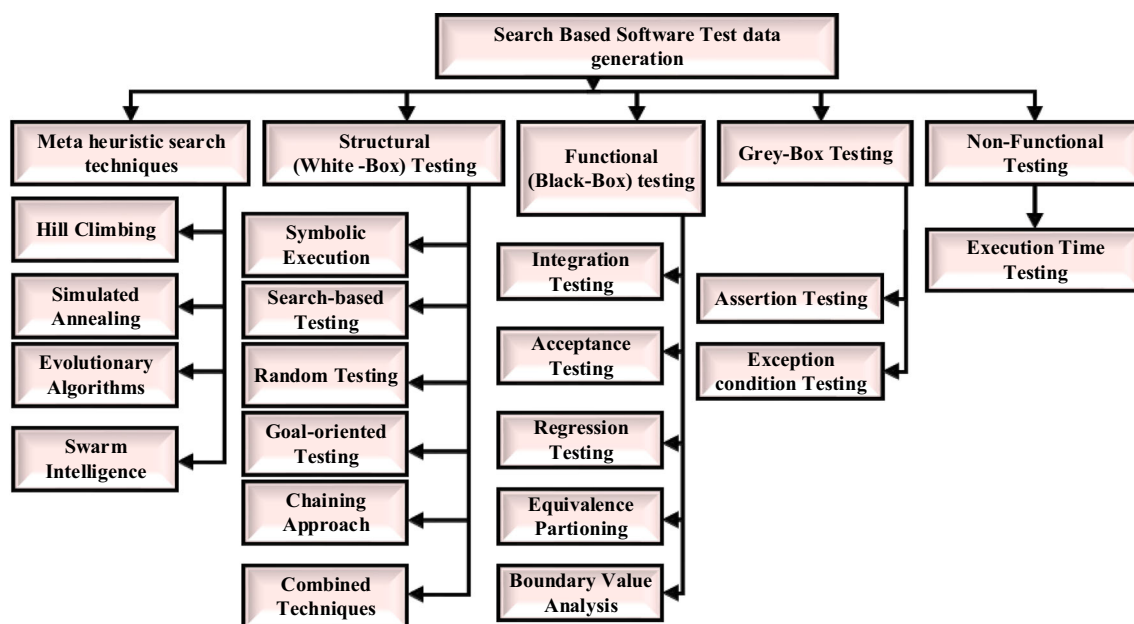 Search Based Software Test data
generation
Meta heuristic search
techniques
Hill Climbing
Simulated
Annealing
Evolutionary
Algorithms
Swarm
Intelligence
Structural
(White -Box) Testing
Symbolic
Execution
Search-based
Testing
Random Testing
Goal-oriented
Testing
Chaining
Approach
Combined
Techniques
Functional
(Black-Box) testing
Integration
Testing
Acceptance
Testing
Regression
Testing
Equivalence
Partioning
Boundary Value
Analysis
Grey-Box Testing
Assertion Testing
Exception
condition Testing
Non-Functional
Testing
Execution Time
Testing